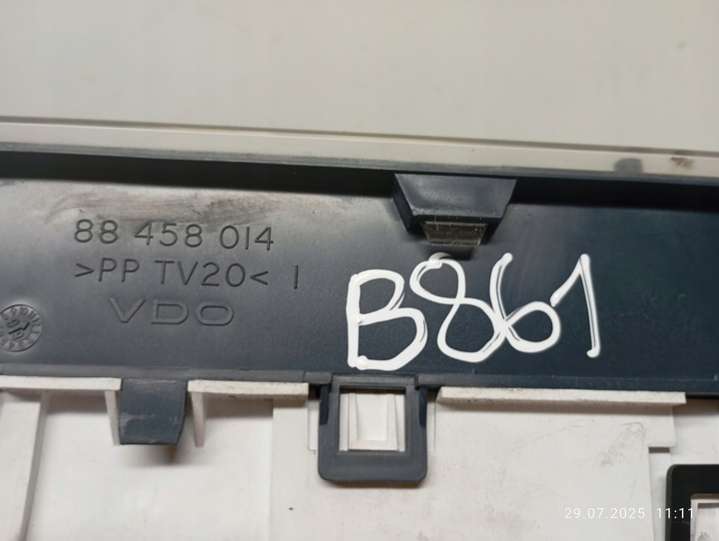 88 458 014
>PP TV20< 1
VDO
B861
29.07.2025 11:11